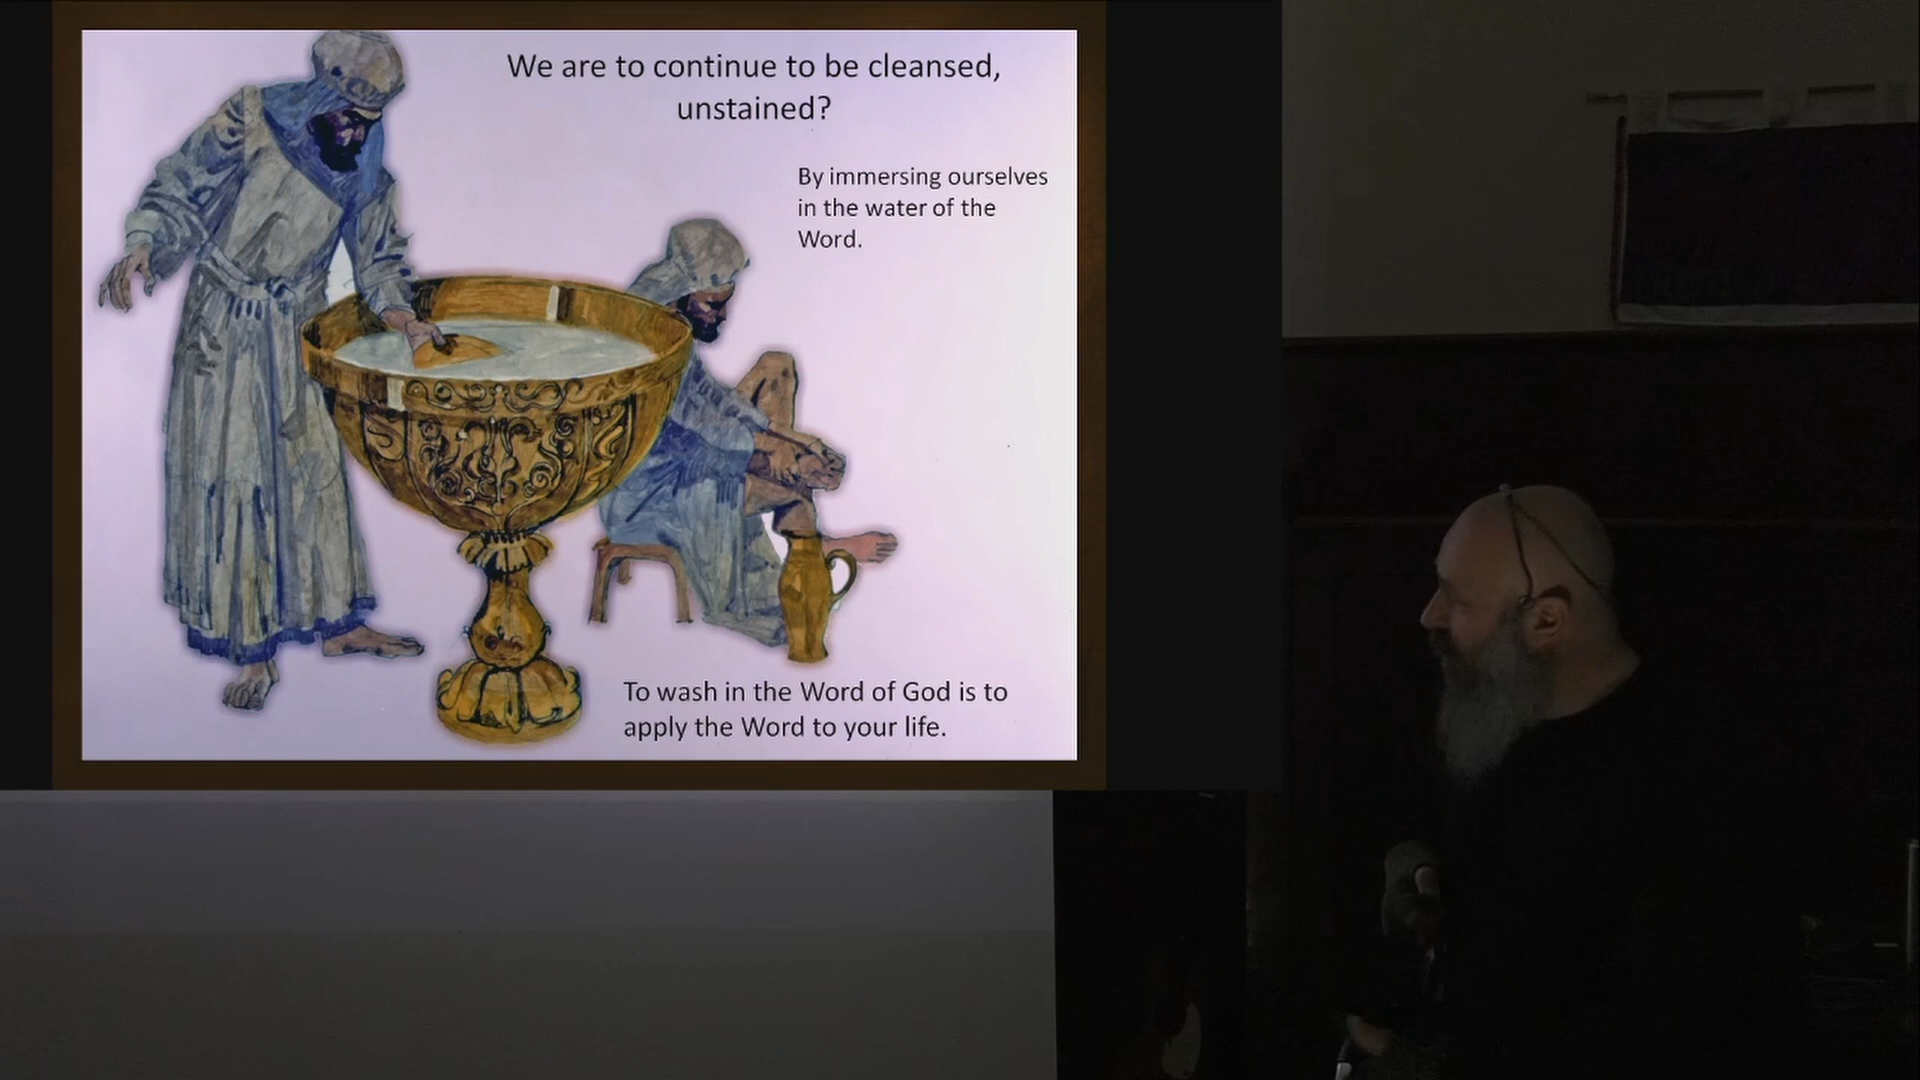 We are to continue to be cleansed,
unstained?
By immersing ourselves
in the water of the
Word.
To wash in the Word of God is to
apply the Word to your life.